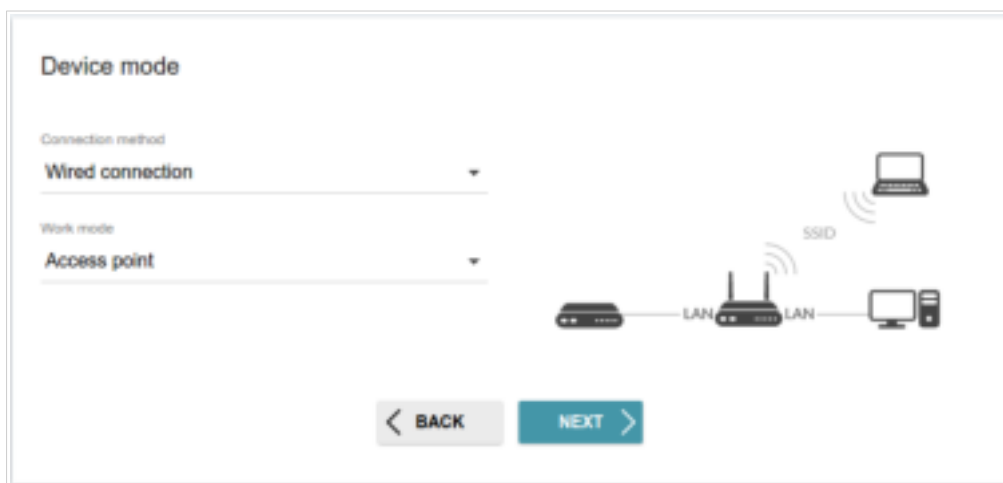 Device mode
Connection method
Wired connection
Work mode
Access point
SSID
LAN LAN
BACK NEXT